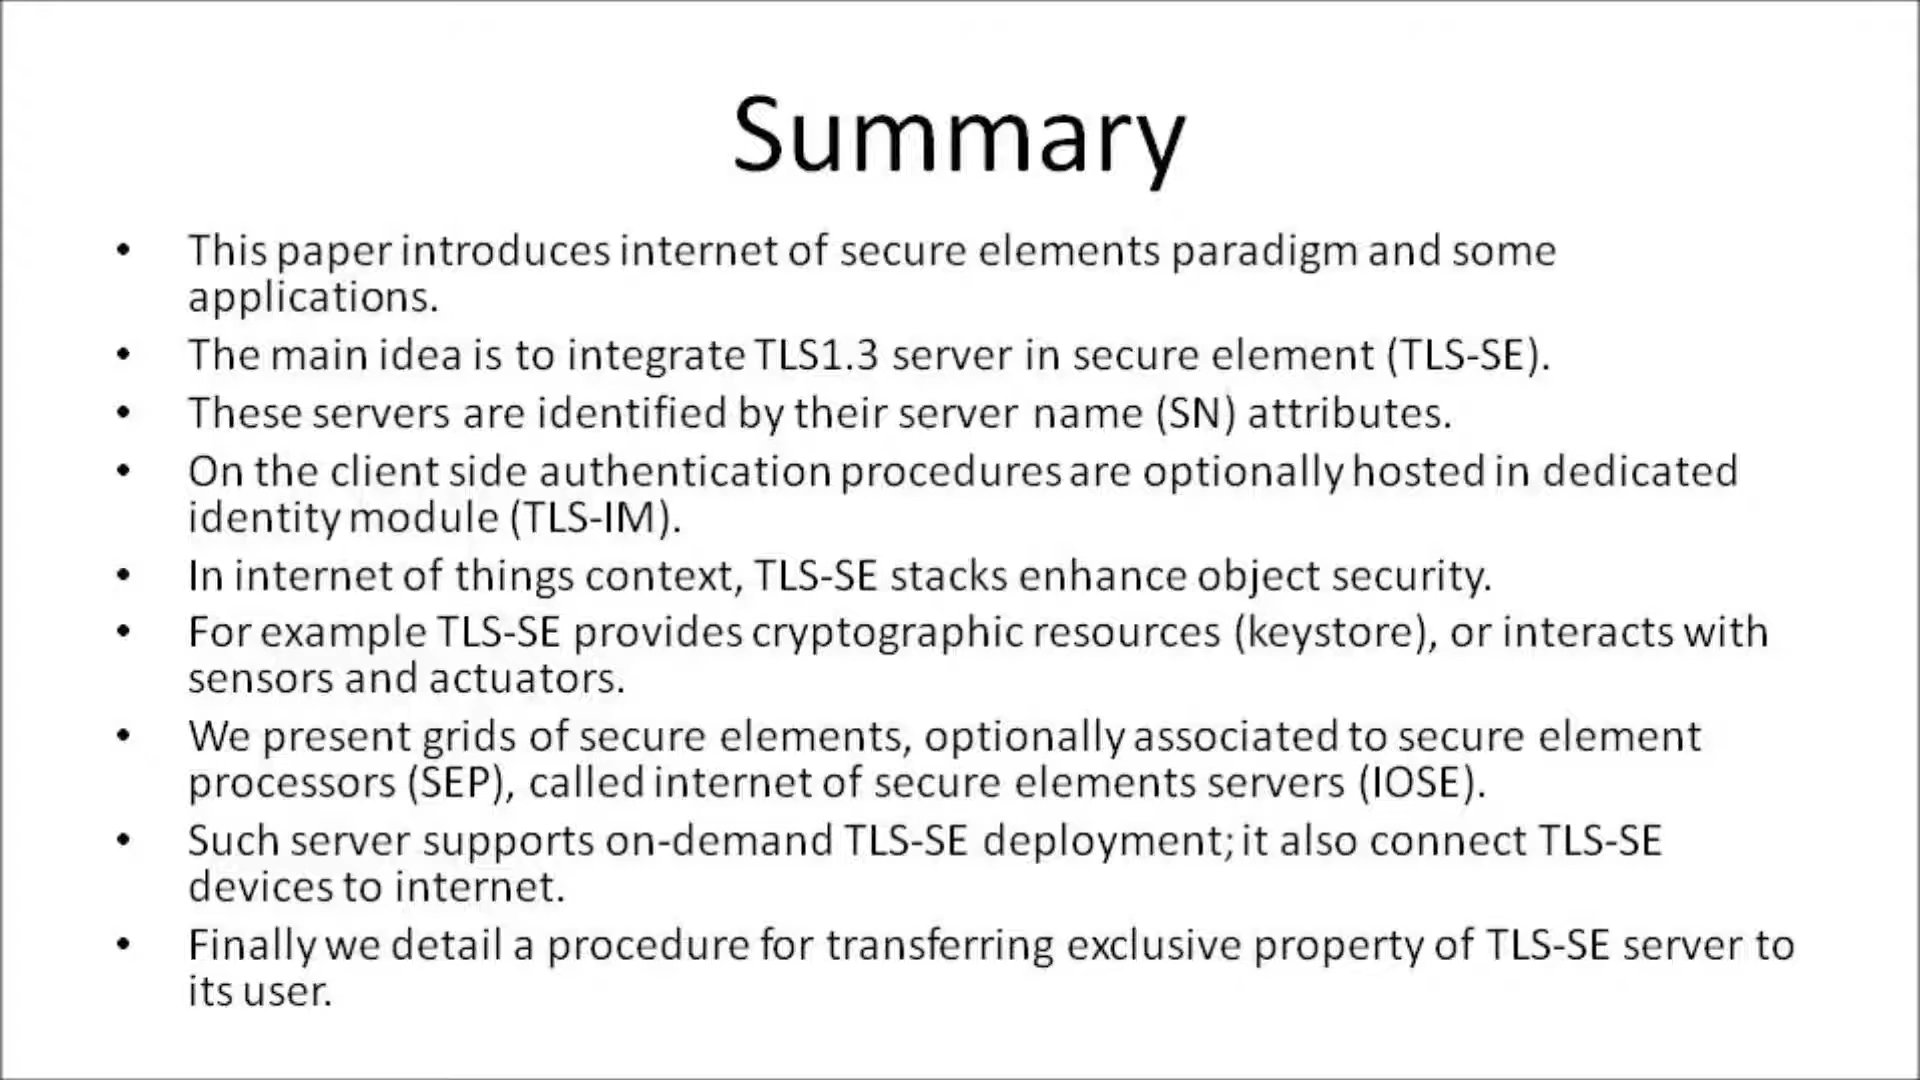 Summary
• This paper introduces internet of secure elements paradigm and some
applications.
• The main idea is to integrate TLS1.3 server in secure element (TLS-SE).
• These servers are identified by their server name (SN) attributes.
• On the client side authentication procedures are optionally hosted in dedicated
identity module (TLS-IM).
• In internet of things context, TLS-SE stacks enhance object security.
• For example TLS-SE provides cryptographic resources (keystore), or interacts with
sensors and actuators.
• We present grids of secure elements, optionally associated to secure element
processors (SEP), called internet of secure elements servers (IOSE).
• Such server supports on-demand TLS-SE deployment; it also connect TLS-SE
devices to internet.
• Finally we detail a procedure for transferring exclusive property of TLS-SE server to
its user.